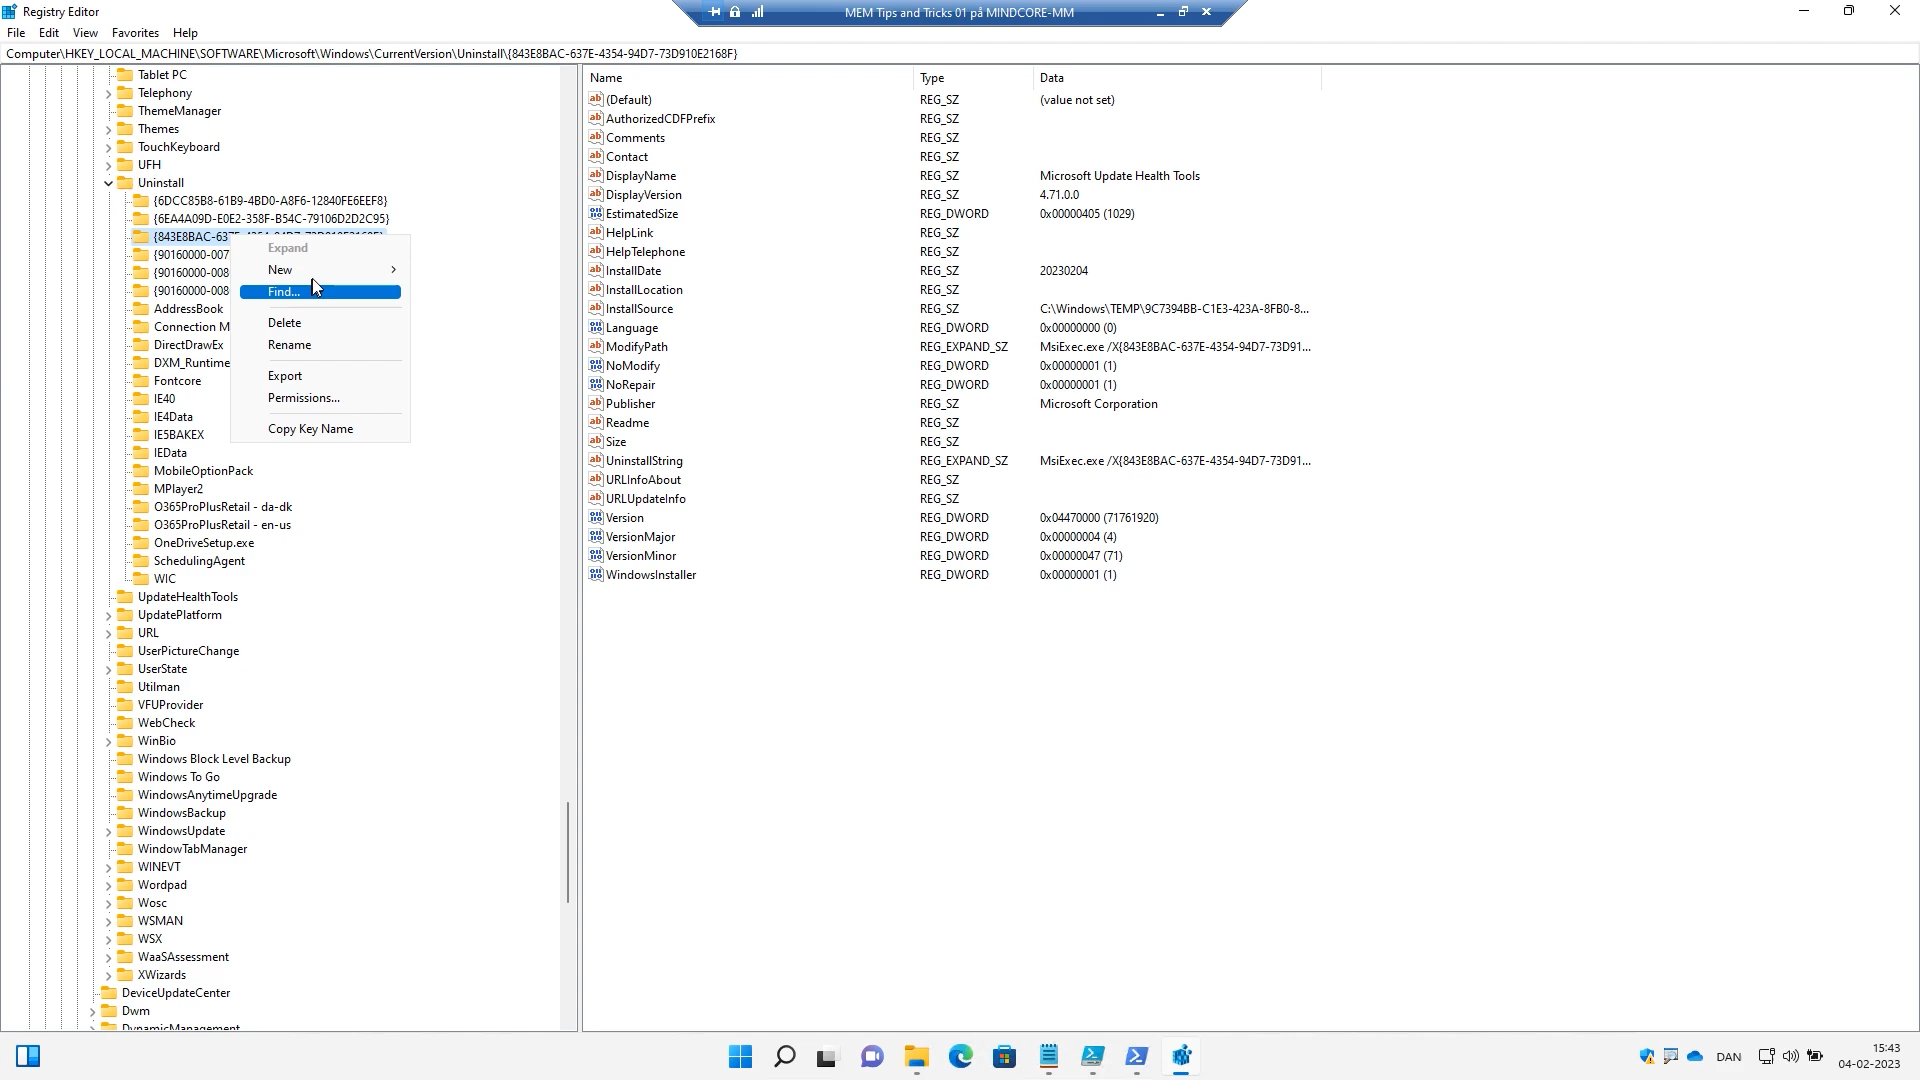 Registry Editor
MEM Tips and Tricks 01 på MINDCORE-MM
File Edit View Favorites Help
Computer\HKEY_LOCAL_MACHINE\SOFTWARE\Microsoft\Windows\CurrentVersion\Uninstall\{843E8BAC-637E-4354-94D7-73D910E2168F}
Tablet PC
Telephony
ThemeManager
Themes
TouchKeyboard
UFH
Uninstall
{6DCC85B8-61B9-4BD0-A8F6-12840FE6EEF8}
{6EA4A09D-E0E2-358F-B54C-79106D2D2C95}
{843E8BAC-637E-4354-94D7-73D910E2168F}
{90160000-007
{90160000-008
{90160000-008
AddressBook
Connection M
DirectDrawEx
DXM_Runtime
Fontcore
IE40
IE4Data
IE5BAKEX
IEData
MobileOptionPack
MPlayer2
O365ProPlusRetail - da-dk
O365ProPlusRetail - en-us
OneDriveSetup.exe
SchedulingAgent
WIC
UpdateHealthTools
UpdatePlatform
URL
UserPictureChange
UserState
Utilman
VFUProvider
WebCheck
WinBio
Windows Block Level Backup
Windows To Go
WindowsAnytimeUpgrade
WindowsBackup
WindowsUpdate
WindowTabManager
WINEVT
Wordpad
Wosc
WSMAN
WSX
WaaSAssessment
XWizards
DeviceUpdateCenter
Dwm
DynamicManagement
Expand
New
Find...
Delete
Rename
Export
Permissions...
Copy Key Name
Name Type Data
(Default) REG_SZ (value not set)
AuthorizedCDFPrefix REG_SZ
Comments REG_SZ
Contact REG_SZ
DisplayName REG_SZ Microsoft Update Health Tools
DisplayVersion REG_SZ 4.71.0.0
EstimatedSize REG_DWORD 0x00000405 (1029)
HelpLink REG_SZ
HelpTelephone REG_SZ
InstallDate REG_SZ 20230204
InstallLocation REG_SZ
InstallSource REG_SZ C:\Windows\TEMP\9C7394BB-C1E3-423A-8FB0-8...
Language REG_DWORD 0x00000000 (0)
ModifyPath REG_EXPAND_SZ MsiExec.exe /X{843E8BAC-637E-4354-94D7-73D91...
NoModify REG_DWORD 0x00000001 (1)
NoRepair REG_DWORD 0x00000001 (1)
Publisher REG_SZ Microsoft Corporation
Readme REG_SZ
Size REG_SZ
UninstallString REG_EXPAND_SZ MsiExec.exe /X{843E8BAC-637E-4354-94D7-73D91...
URLInfoAbout REG_SZ
URLUpdateInfo REG_SZ
Version REG_DWORD 0x04470000 (71761920)
VersionMajor REG_DWORD 0x00000004 (4)
VersionMinor REG_DWORD 0x00000047 (71)
WindowsInstaller REG_DWORD 0x00000001 (1)
DAN
15:43
04-02-2023